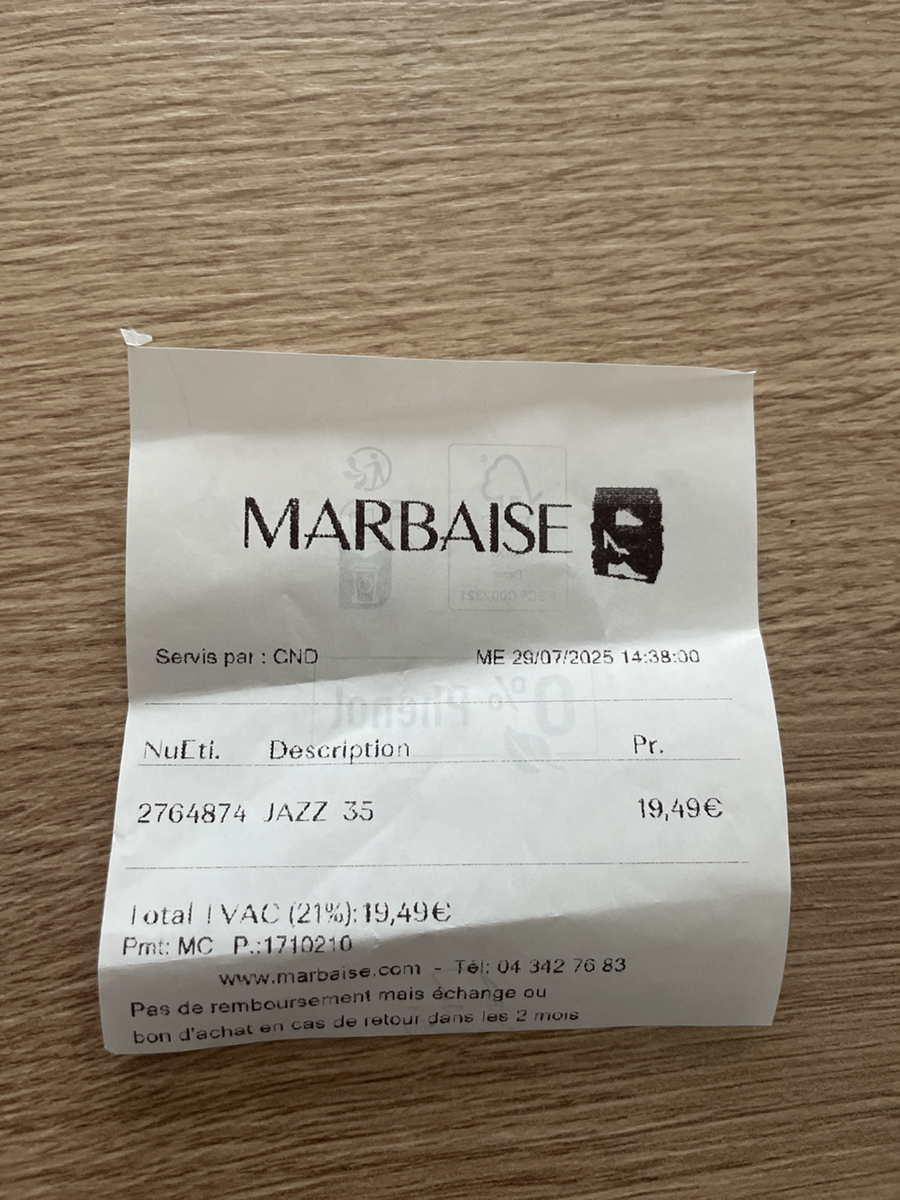 MARBAISE
Servis par : CND ME 29/07/2025 14:38:00
NuEti. Description Pr.
2764874 JAZZ 35 19,49€
Total TVAC (21%):19,49€
Pmt: MC P.:1710210
www.marbaise.com - Tél: 04 342 76 83
Pas de remboursement mais échange ou
bon d'achat en cas de retour dans les 2 mois
0% Phenol